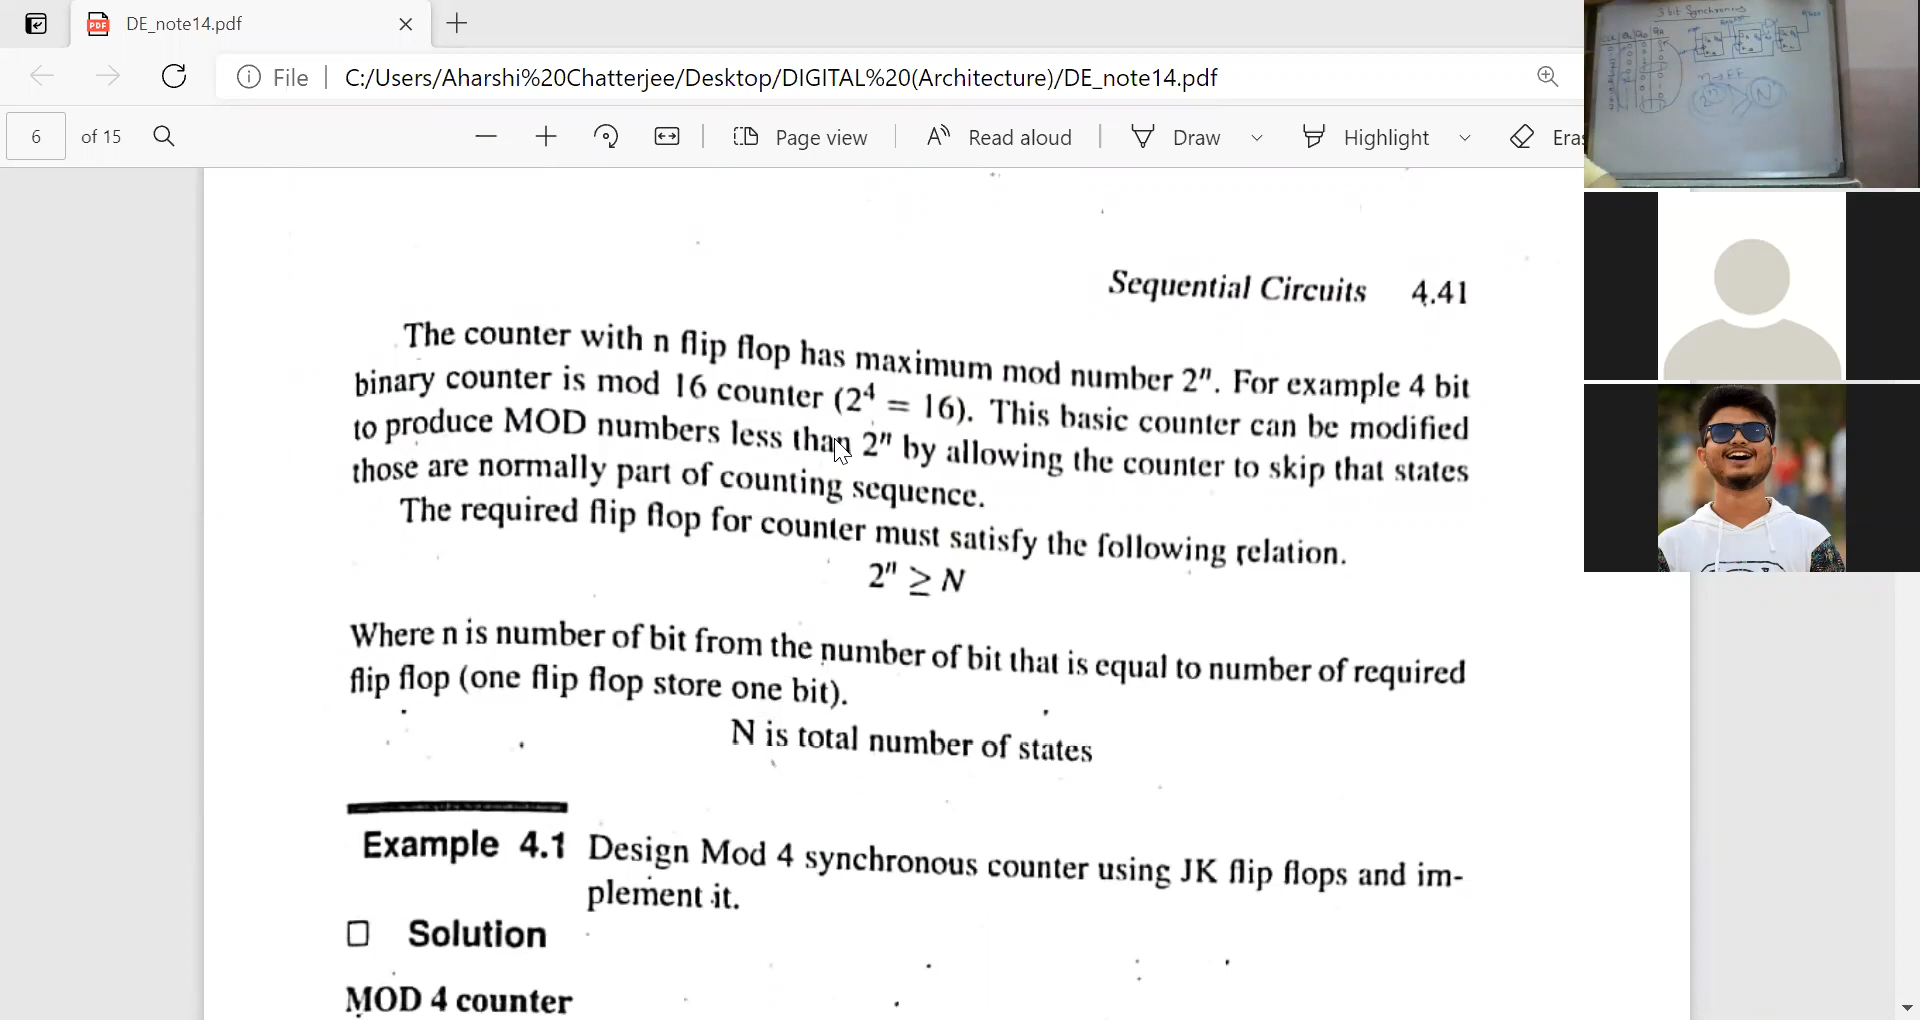 DE_note14.pdf
File
C:/Users/Aharshi%20Chatterjee/Desktop/DIGITAL%20(Architecture)/DE_note14.pdf
6 of 15
Page view
Read aloud
Draw
Highlight
Eras
3 bit Synchronous
Sequential Circuits 4.41
The counter with n flip flop has maximum mod number 2ⁿ. For example 4 bit
binary counter is mod 16 counter (2⁴ = 16). This basic counter can be modified
to produce MOD numbers less than 2ⁿ by allowing the counter to skip that states
those are normally part of counting sequence.
The required flip flop for counter must satisfy the following relation.
2ⁿ ≥ N
Where n is number of bit from the number of bit that is equal to number of required
flip flop (one flip flop store one bit).
N is total number of states
Example 4.1 Design Mod 4 synchronous counter using JK flip flops and im-
plement it.
Solution
MOD 4 counter